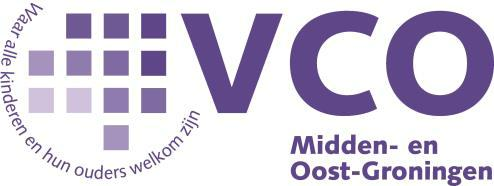 Waar alle kinderen en hun ouders welkom zijn
VCO
Midden- en
Oost-Groningen